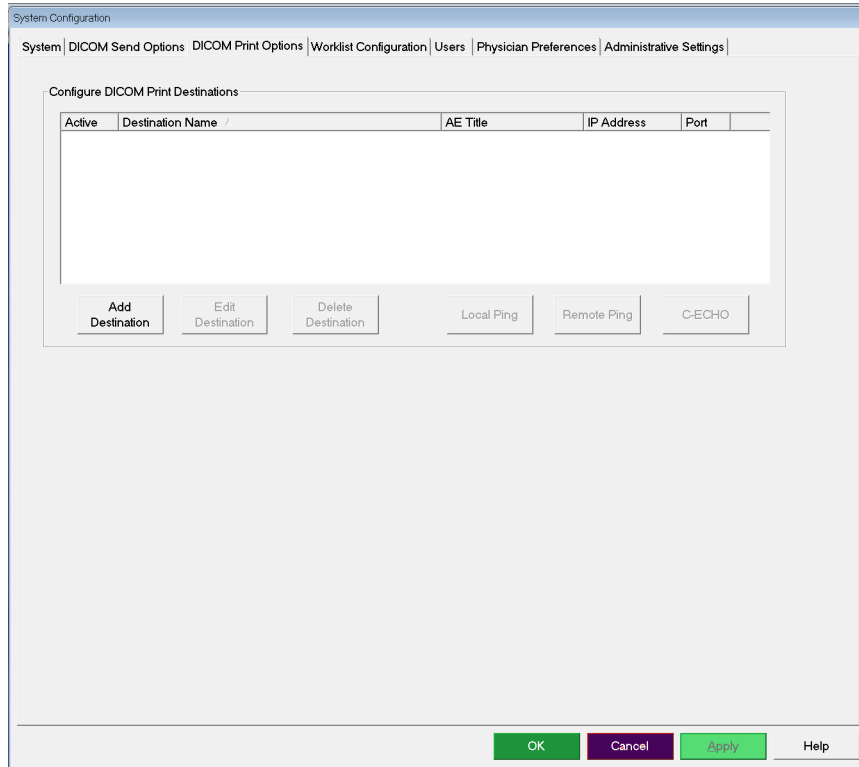 System Configuration
System DICOM Send Options DICOM Print Options Worklist Configuration Users Physician Preferences Administrative Settings
Configure DICOM Print Destinations
Active Destination Name AE Title IP Address Port
Add Destination
Edit Destination
Delete Destination
Local Ping
Remote Ping
C-ECHO
OK Cancel Apply Help